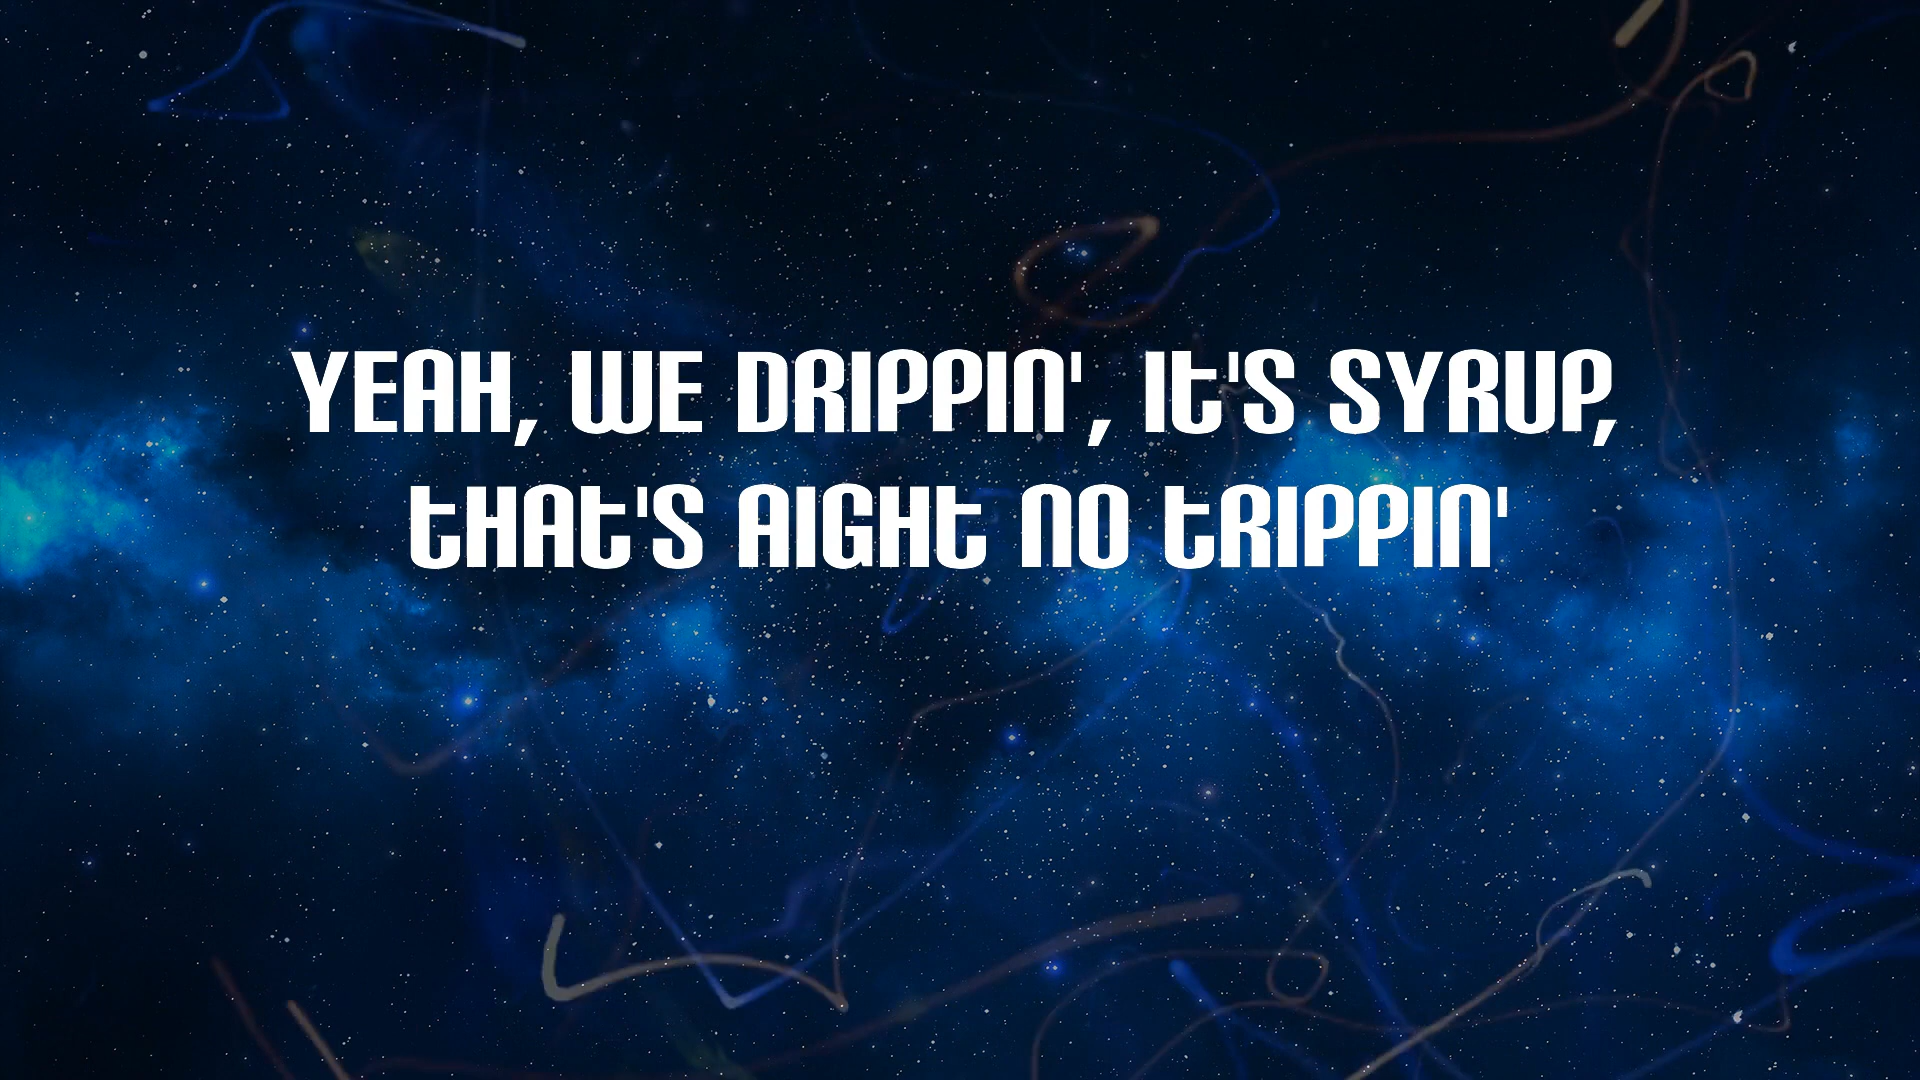 YEAH, WE DRIPPIN', IT'S SYRUP,
THAT'S AIGHT NO TRIPPIN'